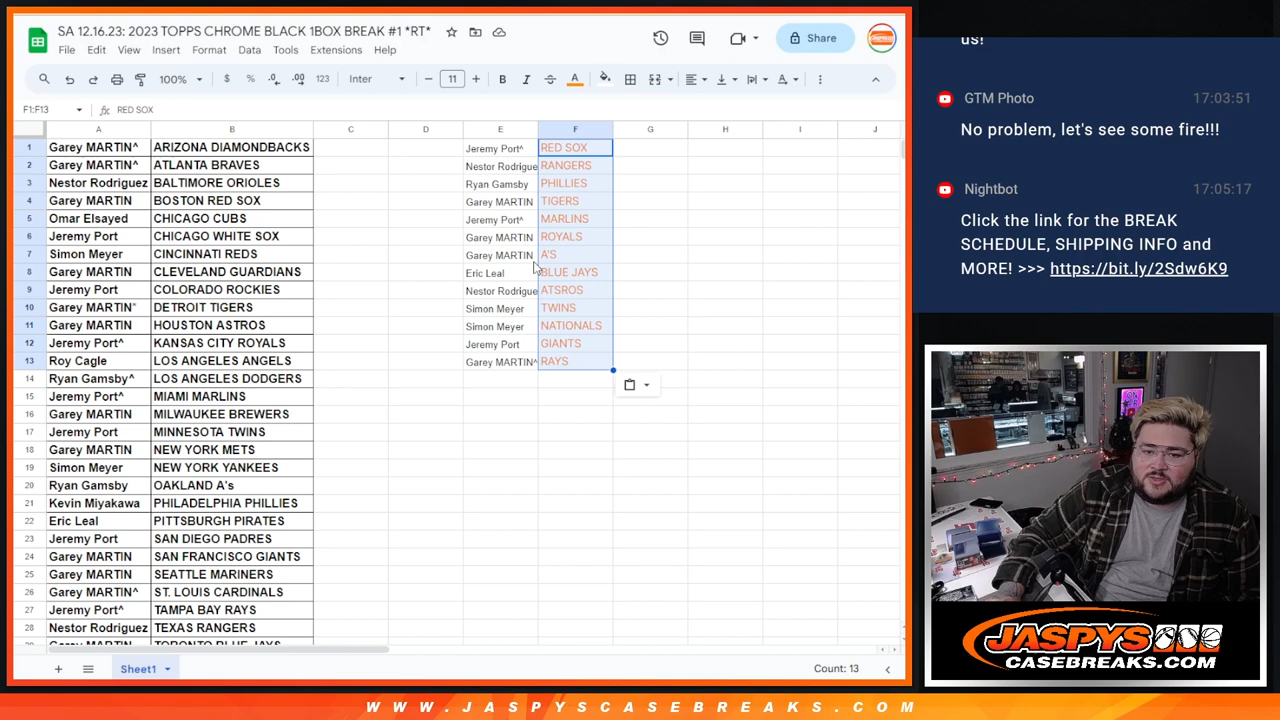 SA 12.16.23: 2023 TOPPS CHROME BLACK 1BOX BREAK #1 *RT*
File Edit View Insert Format Data Tools Extensions Help
Share
100% $ % .0 .00 123 Inter 11 B I S A
F1:F13 fx RED SOX
A B C D E F G H I J
1 Garey MARTIN^ ARIZONA DIAMONDBACKS Jeremy Port^ RED SOX
2 Garey MARTIN^ ATLANTA BRAVES Nestor Rodrigue RANGERS
3 Nestor Rodriguez BALTIMORE ORIOLES Ryan Gamsby PHILLIES
4 Garey MARTIN BOSTON RED SOX Garey MARTIN TIGERS
5 Omar Elsayed CHICAGO CUBS Jeremy Port^ MARLINS
6 Jeremy Port CHICAGO WHITE SOX Garey MARTIN ROYALS
7 Simon Meyer CINCINNATI REDS Garey MARTIN A'S
8 Garey MARTIN CLEVELAND GUARDIANS Eric Leal BLUE JAYS
9 Jeremy Port COLORADO ROCKIES Nestor Rodrigue ATSROS
10 Garey MARTIN^ DETROIT TIGERS Simon Meyer TWINS
11 Garey MARTIN HOUSTON ASTROS Simon Meyer NATIONALS
12 Jeremy Port^ KANSAS CITY ROYALS Jeremy Port GIANTS
13 Roy Cagle LOS ANGELES ANGELS Garey MARTIN^ RAYS
14 Ryan Gamsby^ LOS ANGELES DODGERS
15 Jeremy Port^ MIAMI MARLINS
16 Garey MARTIN MILWAUKEE BREWERS
17 Jeremy Port MINNESOTA TWINS
18 Garey MARTIN NEW YORK METS
19 Simon Meyer NEW YORK YANKEES
20 Ryan Gamsby OAKLAND A's
21 Kevin Miyakawa PHILADELPHIA PHILLIES
22 Eric Leal PITTSBURGH PIRATES
23 Jeremy Port SAN DIEGO PADRES
24 Garey MARTIN SAN FRANCISCO GIANTS
25 Garey MARTIN SEATTLE MARINERS
26 Garey MARTIN^ ST. LOUIS CARDINALS
27 Jeremy Port^ TAMPA BAY RAYS
28 Nestor Rodriguez TEXAS RANGERS
Garey MARTIN TORONTO BLUE JAYS
Sheet1
Count: 13
us!
GTM Photo 17:03:51
No problem, let's see some fire!!!
Nightbot 17:05:17
Click the link for the BREAK
SCHEDULE, SHIPPING INFO and
MORE! >>> https://bit.ly/2Sdw6K9
JASPYS
CASEBREAKS.COM
WWW.JASPYSCASEBREAKS.COM